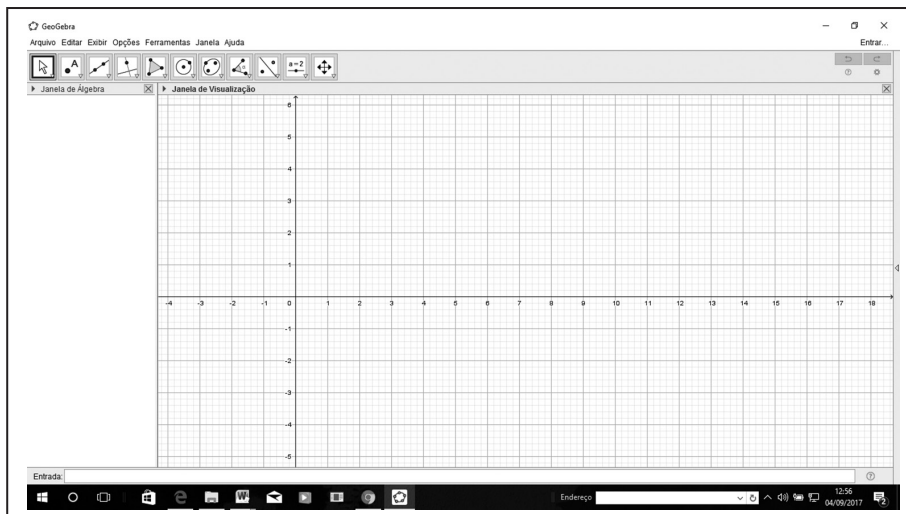 GeoGebra
Arquivo Editar Exibir Opções Ferramentas Janela Ajuda Entrar...
A a=2
Janela de Álgebra Janela de Visualização
6
5
4
3
2
1
-4 -3 -2 -1 0 1 2 3 4 5 6 7 8 9 10 11 12 13 14 15 16 17 18
-1
-2
-3
-4
-5
Entrada:
Endereço 12:56
04/09/2017